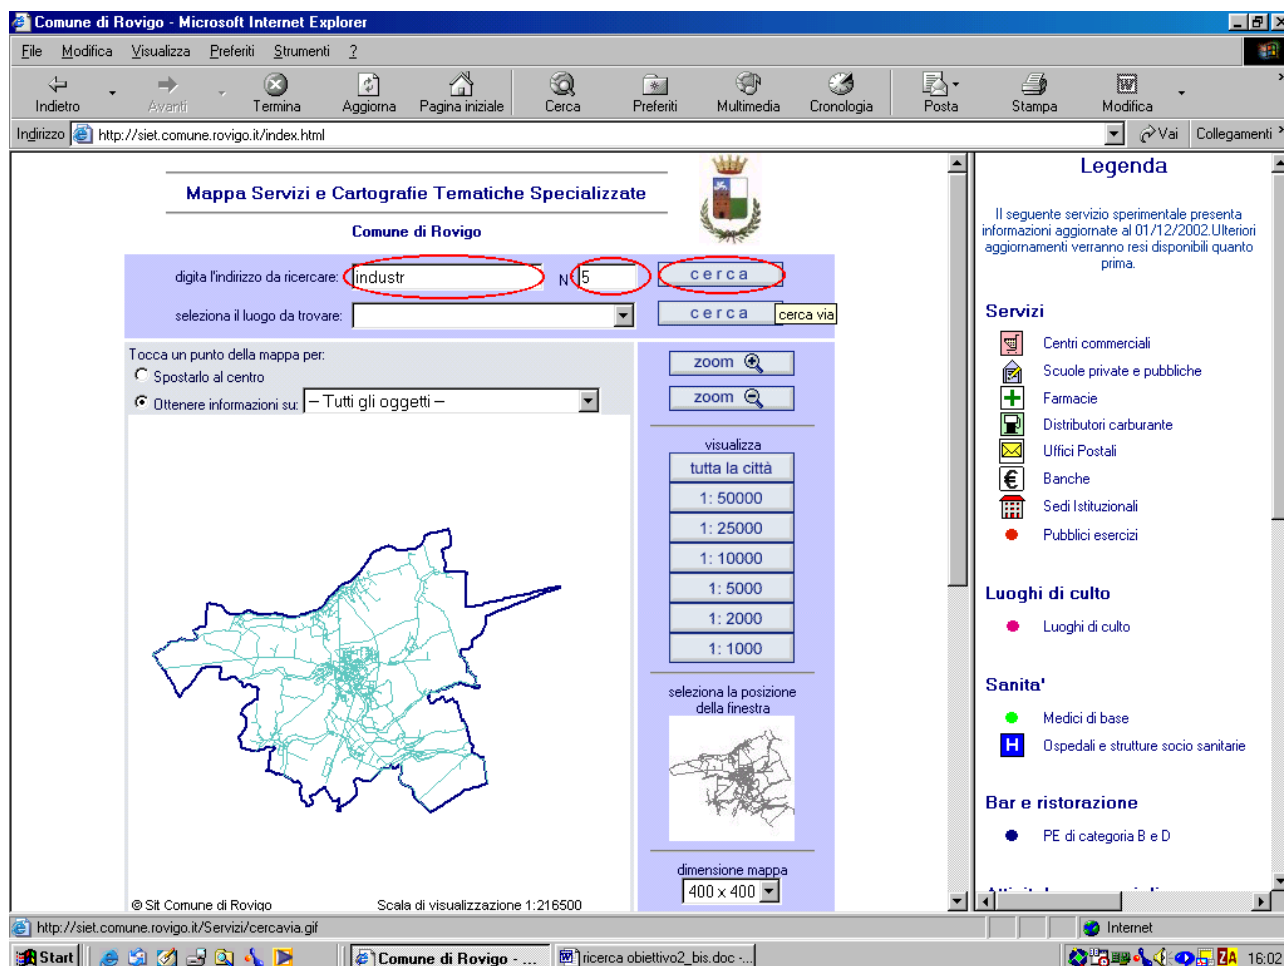 Comune di Rovigo - Microsoft Internet Explorer
File Modifica Visualizza Preferiti Strumenti ?
Indietro Avanti Termina Aggiorna Pagina iniziale Cerca Preferiti Multimedia Cronologia Posta Stampa Modifica
Indirizzo http://siet.comune.rovigo.it/index.html Vai Collegamenti
Mappa Servizi e Cartografie Tematiche Specializzate
Comune di Rovigo
digita l'indirizzo da ricercare: industr N 5 cerca
seleziona il luogo da trovare: cerca cerca via
Tocca un punto della mappa per:
Spostarlo al centro
Ottenere informazioni su: -- Tutti gli oggetti --
zoom
zoom
visualizza
tutta la città
1: 50000
1: 25000
1: 10000
1: 5000
1: 2000
1: 1000
seleziona la posizione
della finestra
dimensione mappa
400 x 400
© Sit Comune di Rovigo Scala di visualizzazione 1:216500
Legenda
Il seguente servizio sperimentale presenta
informazioni aggiornate al 01/12/2002.Ulteriori
aggiornamenti verranno resi disponibili quanto
prima.
Servizi
Centri commerciali
Scuole private e pubbliche
Farmacie
Distributori carburante
Uffici Postali
€ Banche
Sedi Istituzionali
Pubblici esercizi
Luoghi di culto
Luoghi di culto
Sanita'
Medici di base
H Ospedali e strutture socio sanitarie
Bar e ristorazione
PE di categoria B e D
http://siet.comune.rovigo.it/Servizi/cercavia.gif Internet
Start Comune di Rovigo - ... ricerca obiettivo2_bis.doc -... 16:02